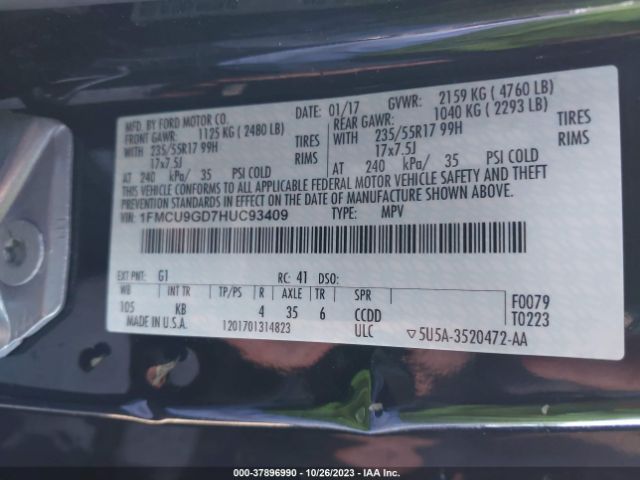 MFD. BY FORD MOTOR CO.
DATE: 01/17 GVWR: 2159 KG ( 4760 LB)
FRONT GAWR: 1125 KG ( 2480 LB) REAR GAWR: 1040 KG ( 2293 LB)
WITH 235/55R17 99H TIRES WITH 235/55R17 99H TIRES
17x7.5J RIMS 17x7.5J RIMS
AT 240 kPa/ 35 PSI COLD AT 240 kPa/ 35 PSI COLD
THIS VEHICLE CONFORMS TO ALL APPLICABLE FEDERAL MOTOR VEHICLE SAFETY AND THEFT
PREVENTION STANDARDS IN EFFECT ON THE DATE OF MANUFACTURE SHOWN ABOVE.
VIN: 1FMCU9GD7HUC93409 TYPE: MPV
EXT PNT: G1 RC: 41 DSO:
WB INT TR TP/PS R AXLE TR SPR
105 KB 4 35 6 CCDD
F0079
T0223
MADE IN U.S.A. 1201701314823 ULC ▽5U5A-3520472-AA
000-37896990 - 10/26/2023 - IAA Inc.